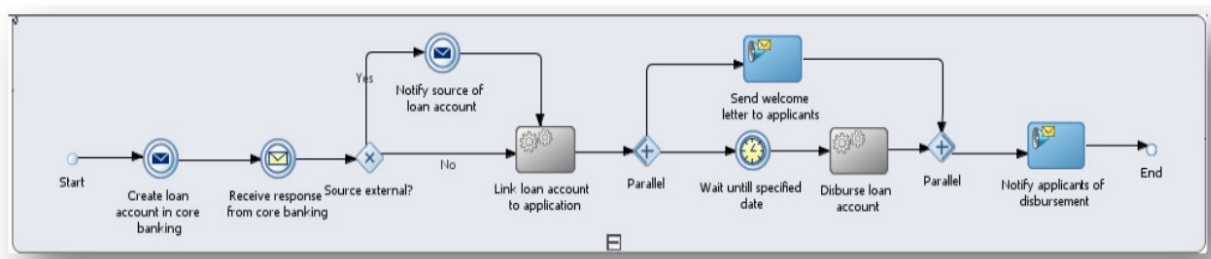 Yes
Notify source of
loan account
Send welcome
letter to applicants
No
Start
Create loan
account in core
banking
Receive response
from core banking
Source external?
Link loan account
to application
Parallel
Wait untill specified
date
Disburse loan
account
Parallel
Notify applicants of
disbursement
End